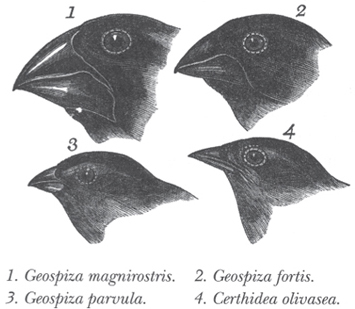 1
2
3
4
1. Geospiza magnirostris. 2. Geospiza fortis.
3. Geospiza parvula. 4. Certhidea olivasea.